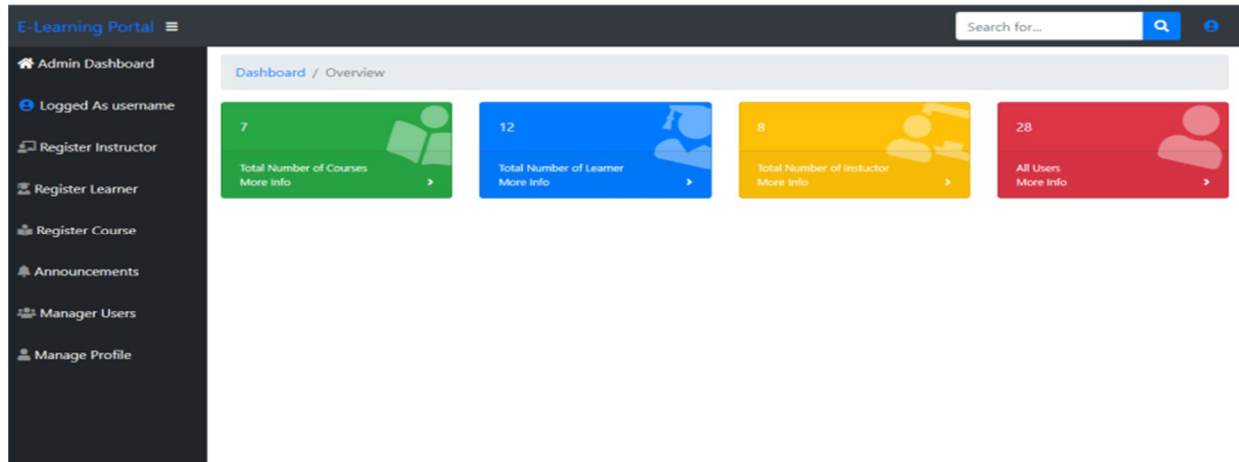 E-Learning Portal
Search for...
Admin Dashboard
Logged As username
Register Instructor
Register Learner
Register Course
Announcements
Manager Users
Manage Profile
Dashboard / Overview
7
Total Number of Courses
More Info
12
Total Number of Learner
More Info
8
Total Number of Instuctor
More Info
28
All Users
More Info